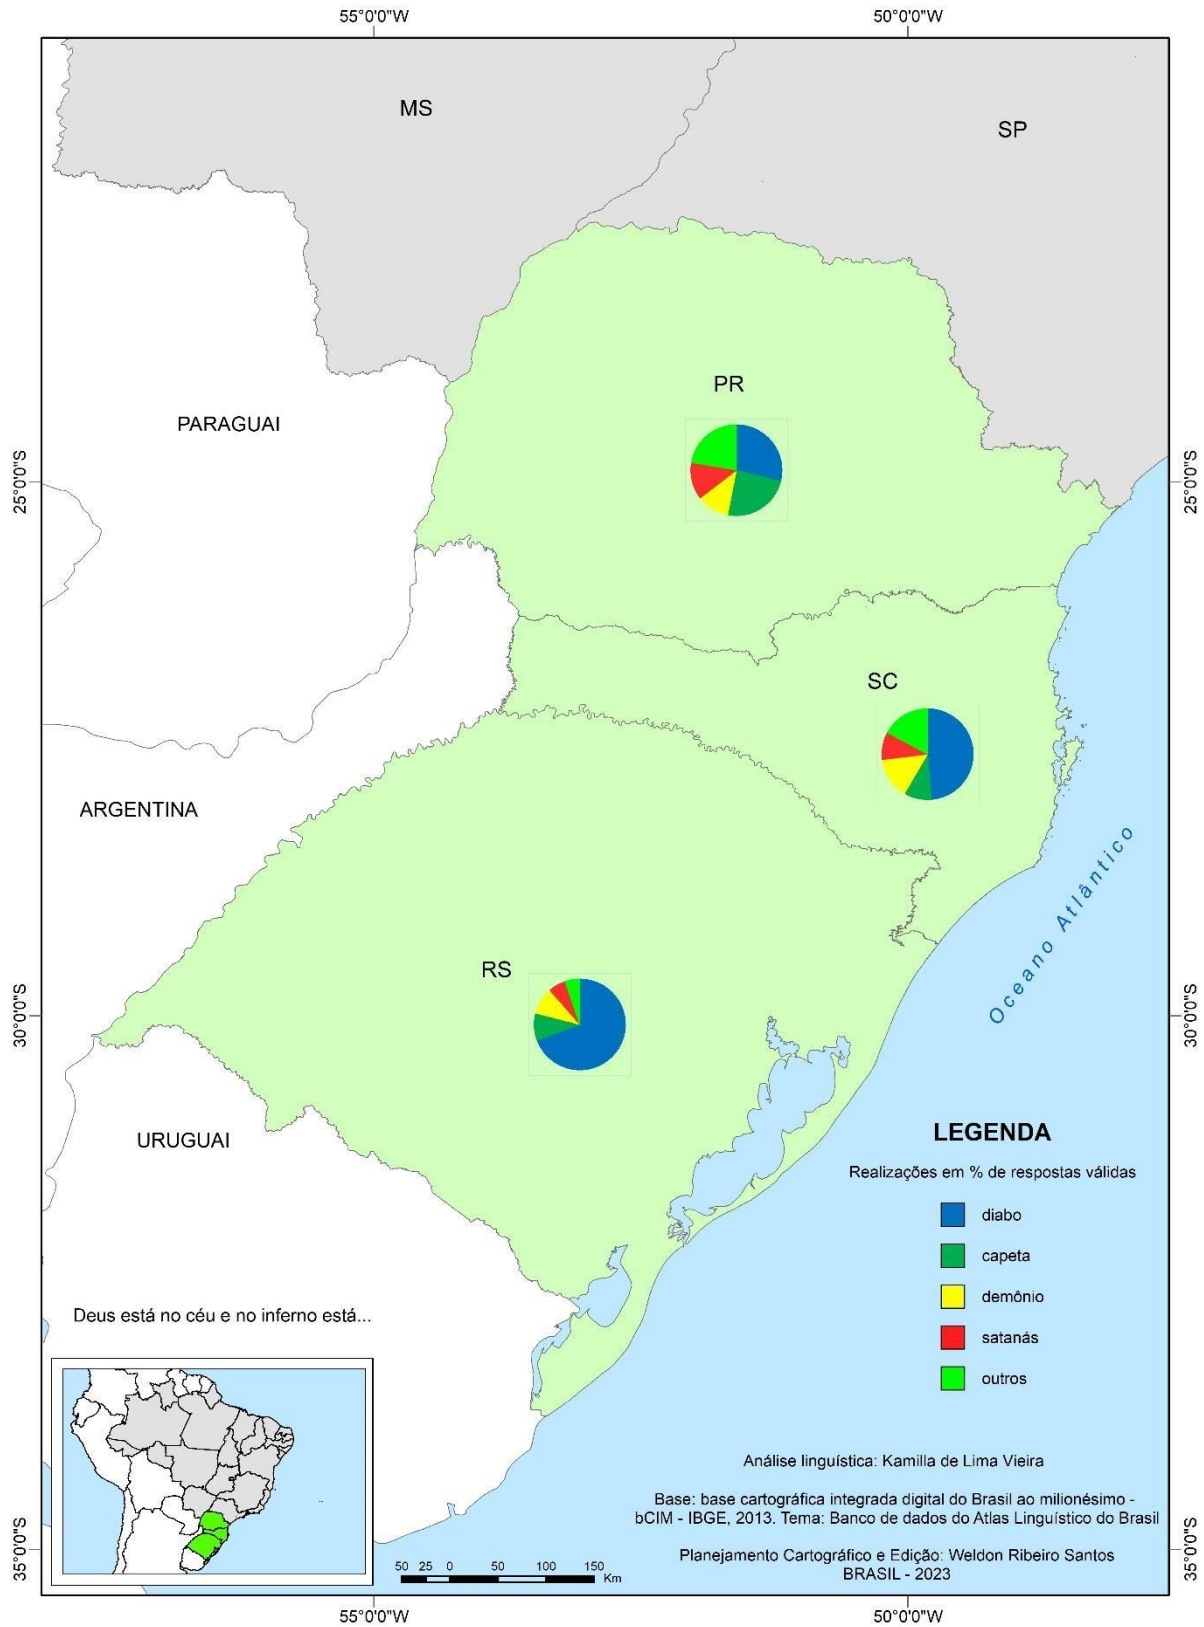 55°0'0"W
50°0'0"W
MS
SP
PR
PARAGUAI
25°0'0"S
25°0'0"S
SC
ARGENTINA
Oceano Atlântico
RS
30°0'0"S
30°0'0"S
URUGUAI
LEGENDA
Realizações em % de respostas válidas
diabo
capeta
demônio
satanás
outros
Deus está no céu e no inferno está...
Análise linguística: Kamilla de Lima Vieira
Base: base cartográfica integrada digital do Brasil ao milionésimo -
bCIM - IBGE, 2013. Tema: Banco de dados do Atlas Linguístico do Brasil
Planejamento Cartográfico e Edição: Weldon Ribeiro Santos
BRASIL - 2023
50 25 0 50 100 150
Km
35°0'0"S
35°0'0"S
55°0'0"W
50°0'0"W